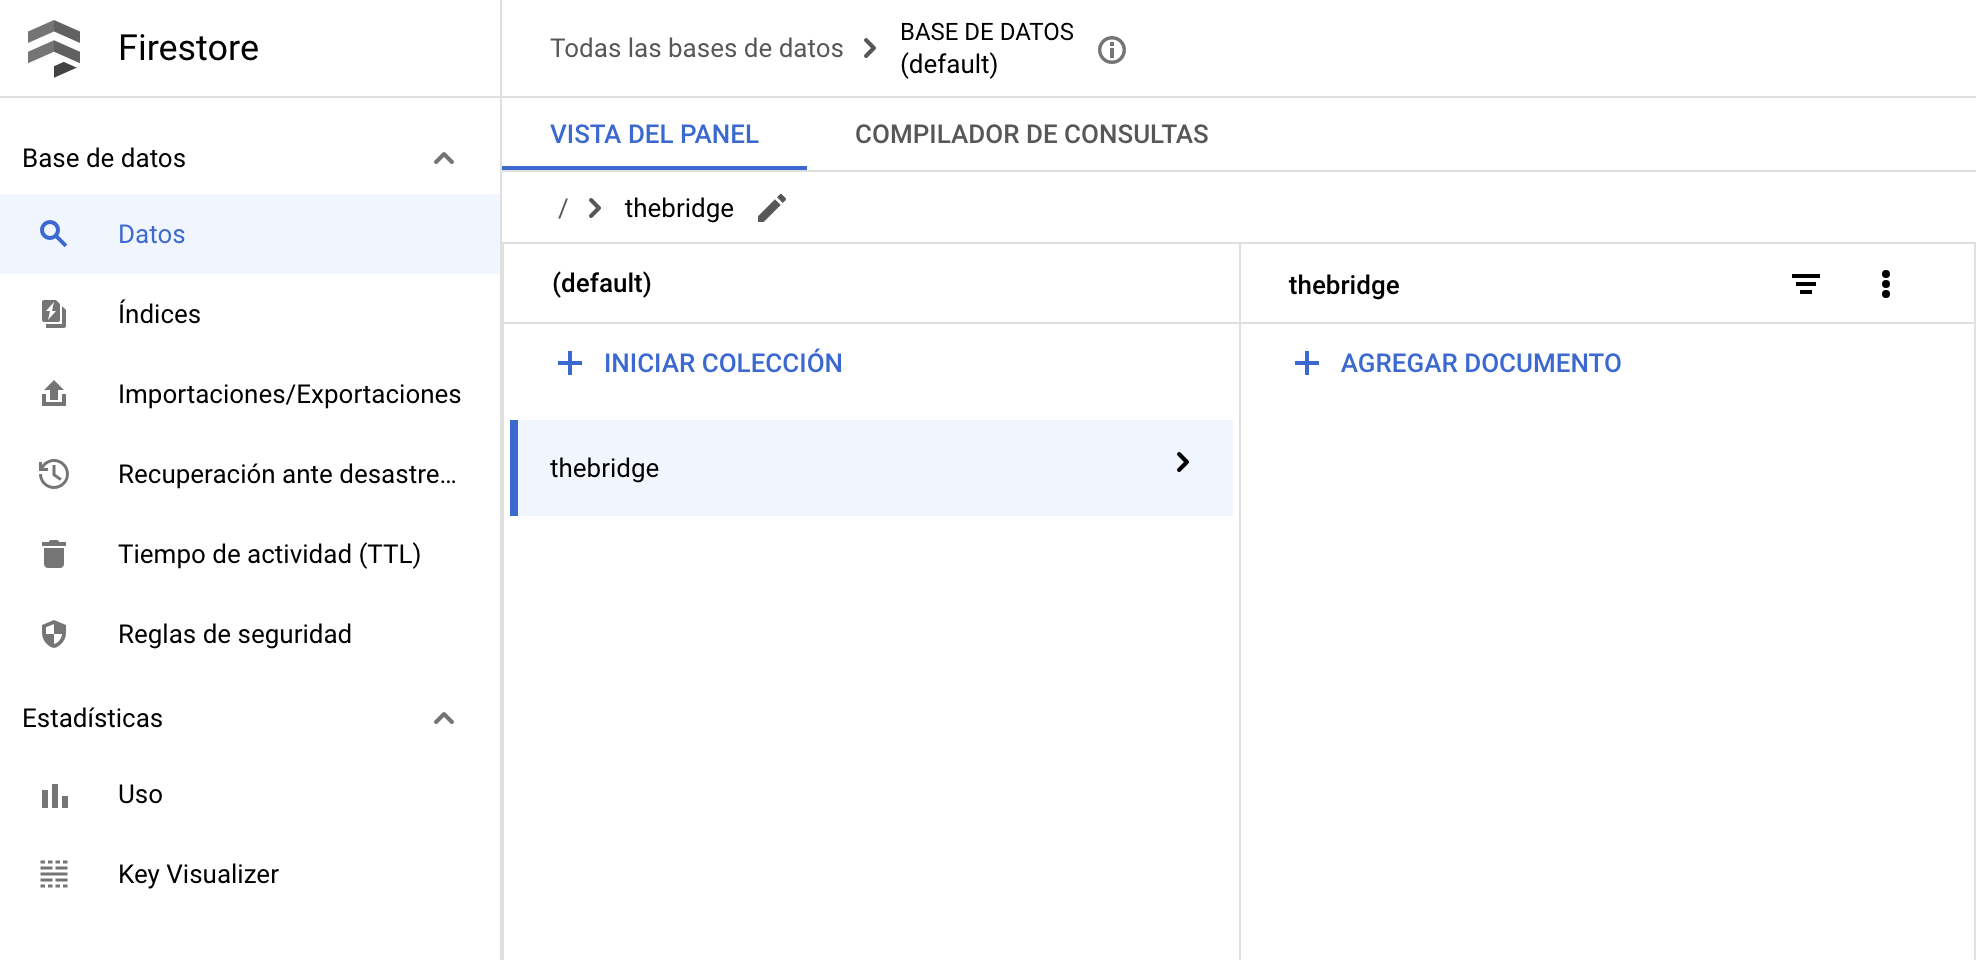 Firestore
Todas las bases de datos
BASE DE DATOS
(default)
VISTA DEL PANEL
COMPILADOR DE CONSULTAS
/
thebridge
Base de datos
Datos
Índices
Importaciones/Exportaciones
Recuperación ante desastre...
Tiempo de actividad (TTL)
Reglas de seguridad
Estadísticas
Uso
Key Visualizer
(default)
INICIAR COLECCIÓN
thebridge
thebridge
AGREGAR DOCUMENTO